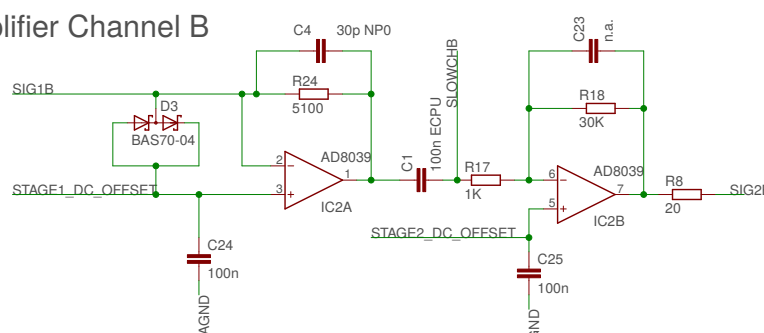 plifier Channel B
C4
30p NP0
C23
n.a.
SIG1B
R24
5100
SLOWCHB
R18
30K
D3
BAS70-04
AD8039
C1
100n ECPU
R17
1K
AD8039
2
1
3
IC2A
6
7
5
IC2B
R8
20
SIG2
STAGE1_DC_OFFSET
STAGE2_DC_OFFSET
C24
100n
C25
100n
AGND
GND